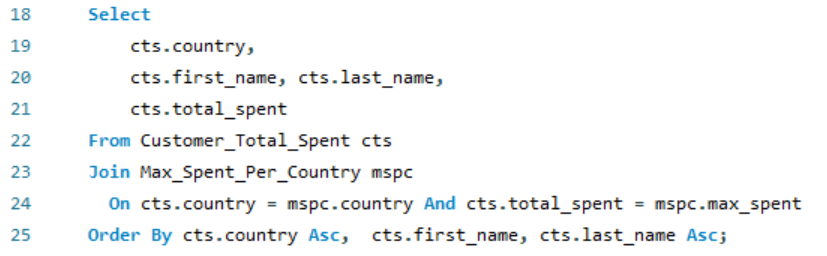 18 Select
19 cts.country,
20 cts.first_name, cts.last_name,
21 cts.total_spent
22 From Customer_Total_Spent cts
23 Join Max_Spent_Per_Country mspc
24 On cts.country = mspc.country And cts.total_spent = mspc.max_spent
25 Order By cts.country Asc,  cts.first_name, cts.last_name Asc;